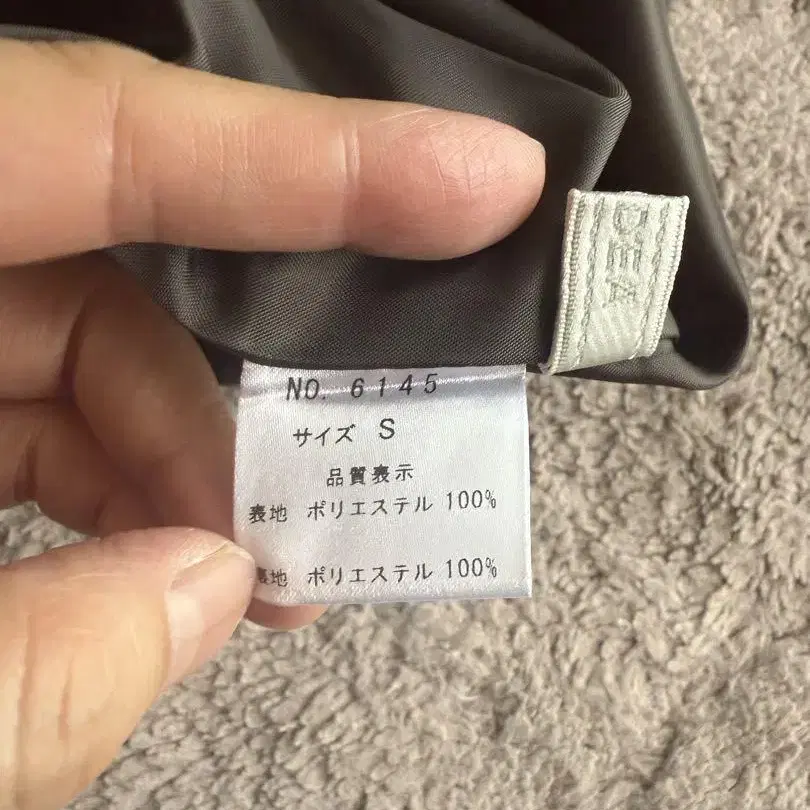 NO. 6145
サイズ S
品質表示
表地 ポリエステル 100%
裏地 ポリエステル 100%
DEA